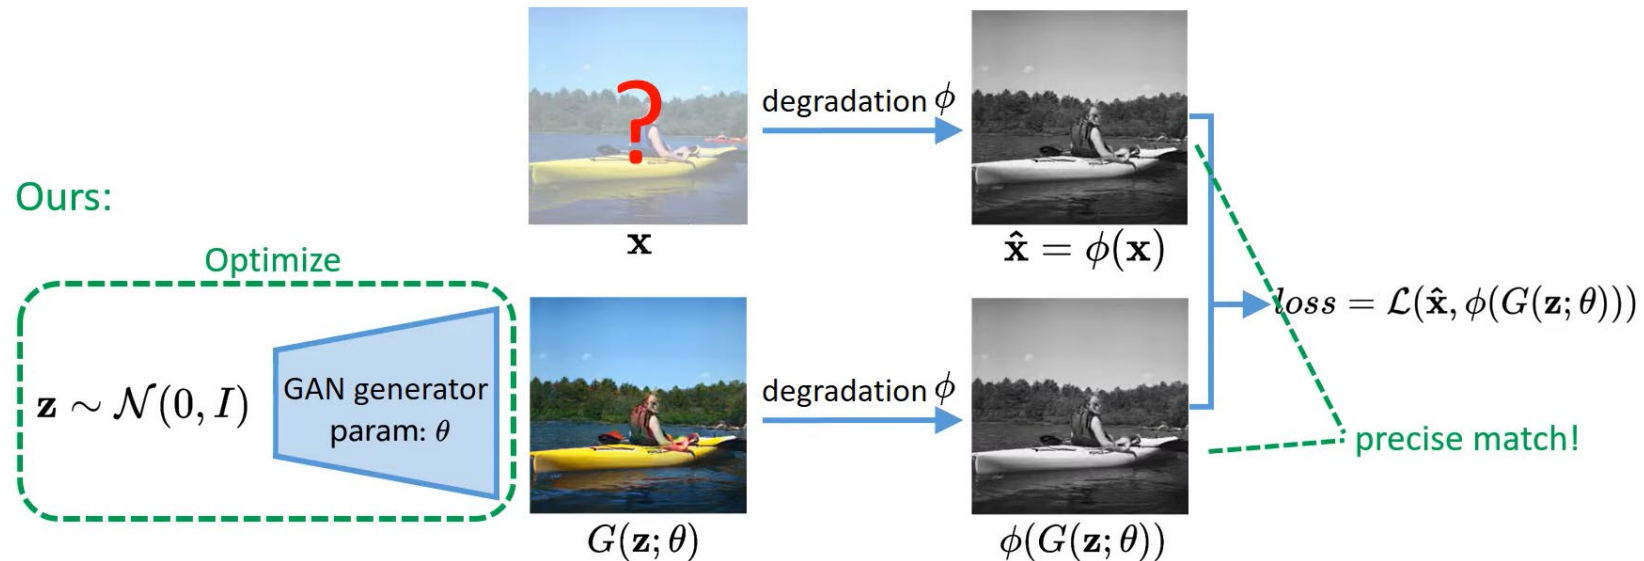 ?
degradation ϕ
x
x̂ = ϕ(x)
Ours:
Optimize
z ∼ 𝒩(0, I)
GAN generator
param: θ
degradation ϕ
G(z; θ)
ϕ(G(z; θ))
loss = ℒ(x̂, ϕ(G(z; θ)))
precise match!